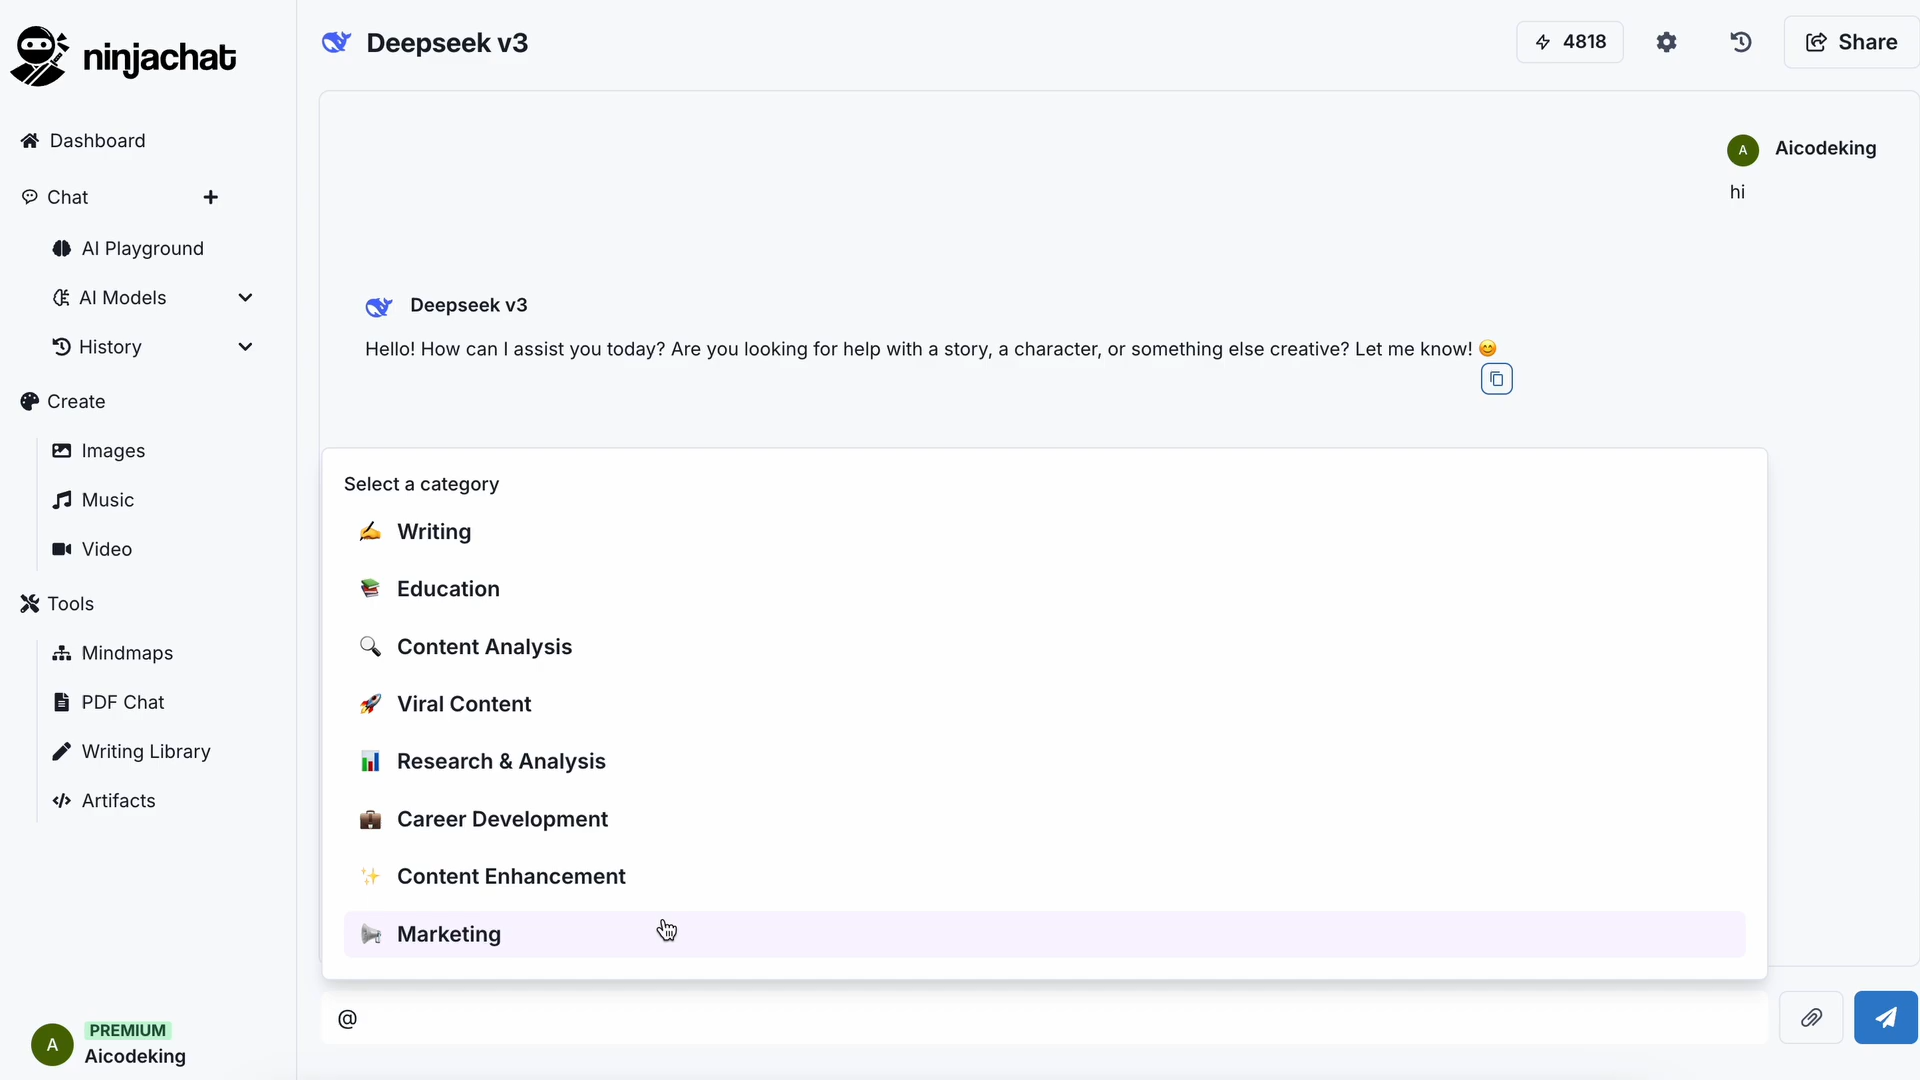 ninjachat
Dashboard
Chat
AI Playground
AI Models
History
Create
Images
Music
Video
Tools
Mindmaps
PDF Chat
Writing Library
Artifacts
A
PREMIUM
Aicodeking
Deepseek v3
4818
Share
A
Aicodeking
hi
Deepseek v3
Hello! How can I assist you today? Are you looking for help with a story, a character, or something else creative? Let me know! 😊
Select a category
✍️ Writing
📚 Education
🔍 Content Analysis
🚀 Viral Content
📊 Research & Analysis
💼 Career Development
✨ Content Enhancement
📢 Marketing
@